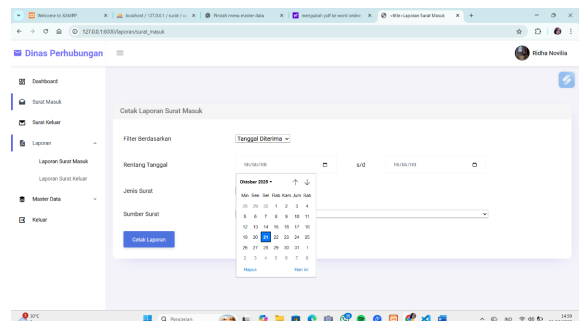 Welcome to XAMPP
localhost / 127.0.0.1 / surat / u
Pindah menu master data
mengubah pdf ke word online
<title>Laporan Surat Masuk
127.0.0.1:8000/laporan/surat_masuk
Dinas Perhubungan
Ridha Novilia
Dashboard
Surat Masuk
Surat Keluar
Laporan
Laporan Surat Masuk
Laporan Surat Keluar
Master Data
Keluar
Cetak Laporan Surat Masuk
Filter Berdasarkan
Tanggal Diterima
Rentang Tanggal
hh/bb/ttt
s/d
hh/bb/ttt
Jenis Surat
Sumber Surat
Cetak Laporan
Oktober 2025
Min Sen Sel Rab Kam Jum Sab
28 29 30 1 2 3 4
5 6 7 8 9 10 11
12 13 14 15 16 17 18
19 20 21 22 23 24 25
26 27 28 29 30 31 1
2 3 4 5 6 7 8
Hapus
Hari ini
30°C
Pencarian
IND
14:59